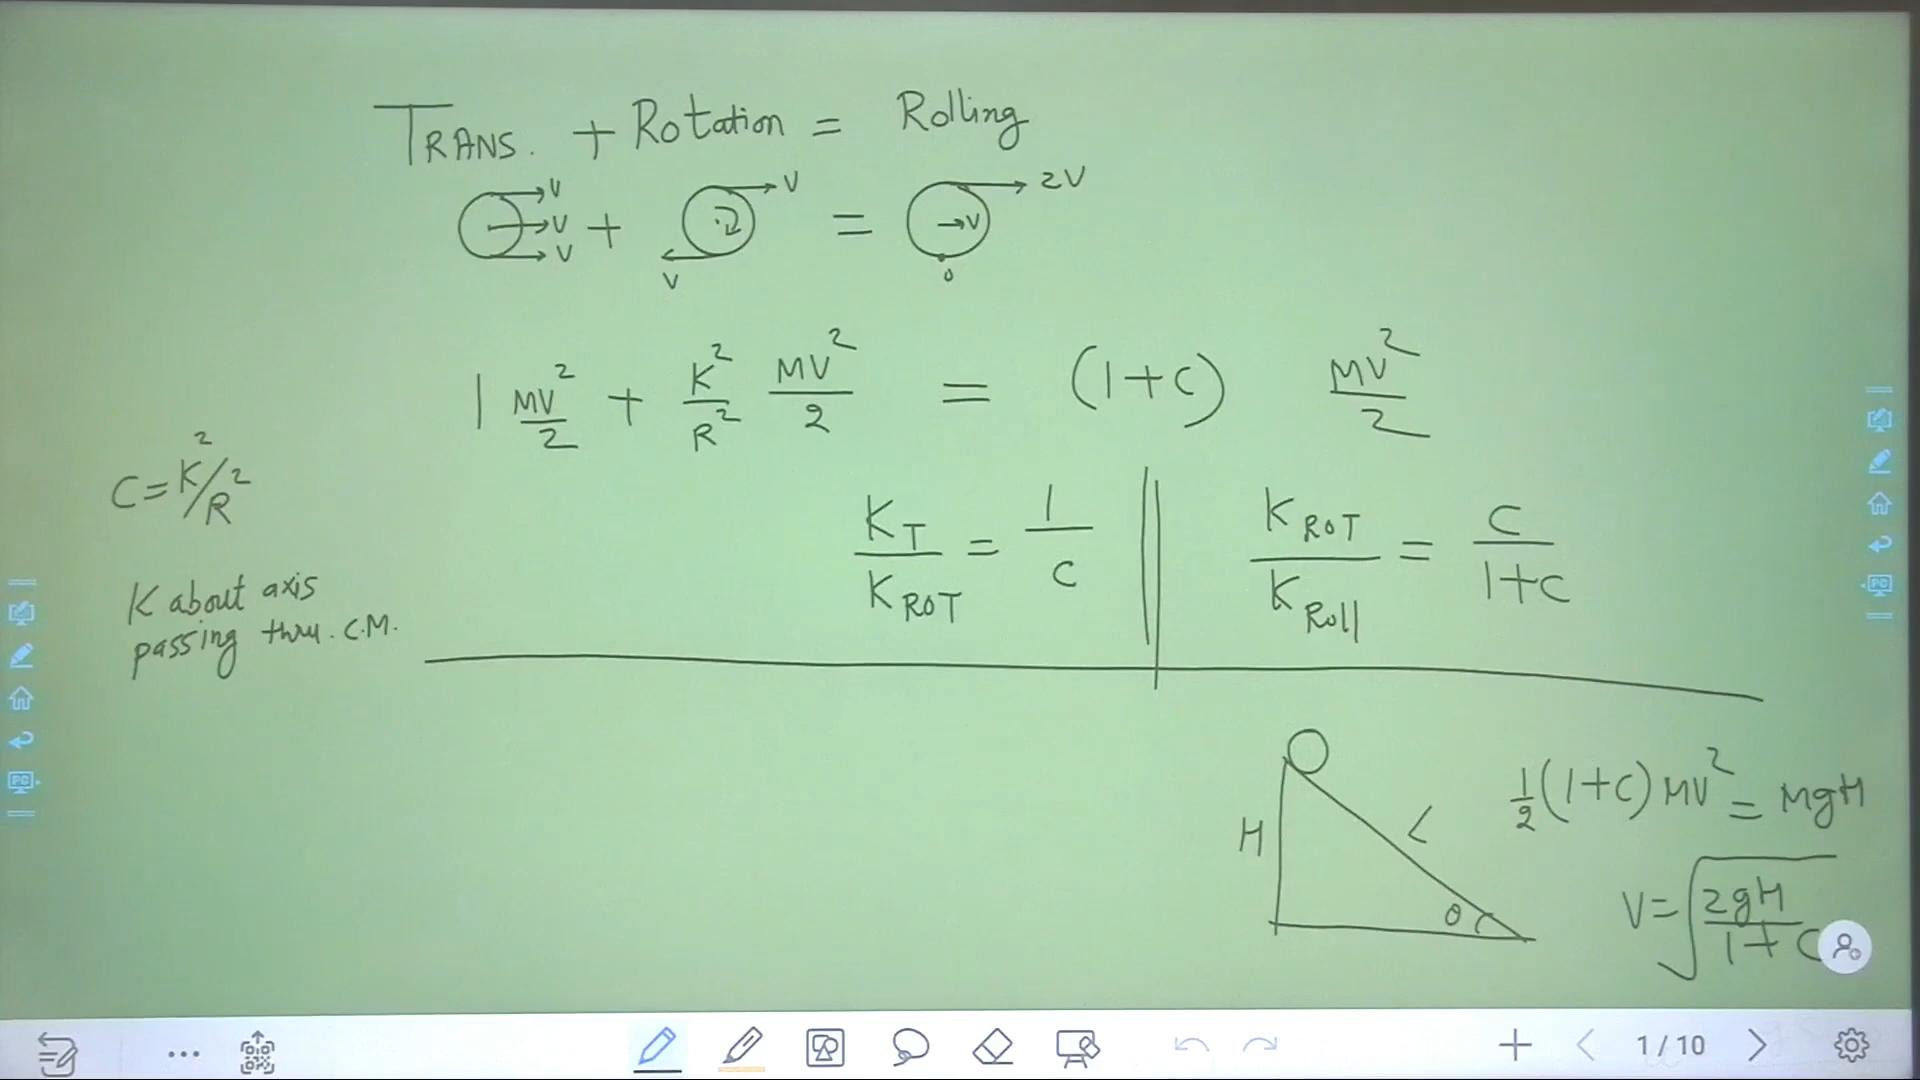 TRANS. + Rotation = Rolling
V V V + V V = 2V V 0
1 MV²/2 + K²/R² MV²/2 = (1+C) MV²/2
C = K²/R²
K_T/K_ROT = 1/C
K_ROT/K_Roll = C/1+C
K about axis
passing thru. C.M.
H L θ
½(1+C)MV² = MgH
V = √2gH/1+C
1/10